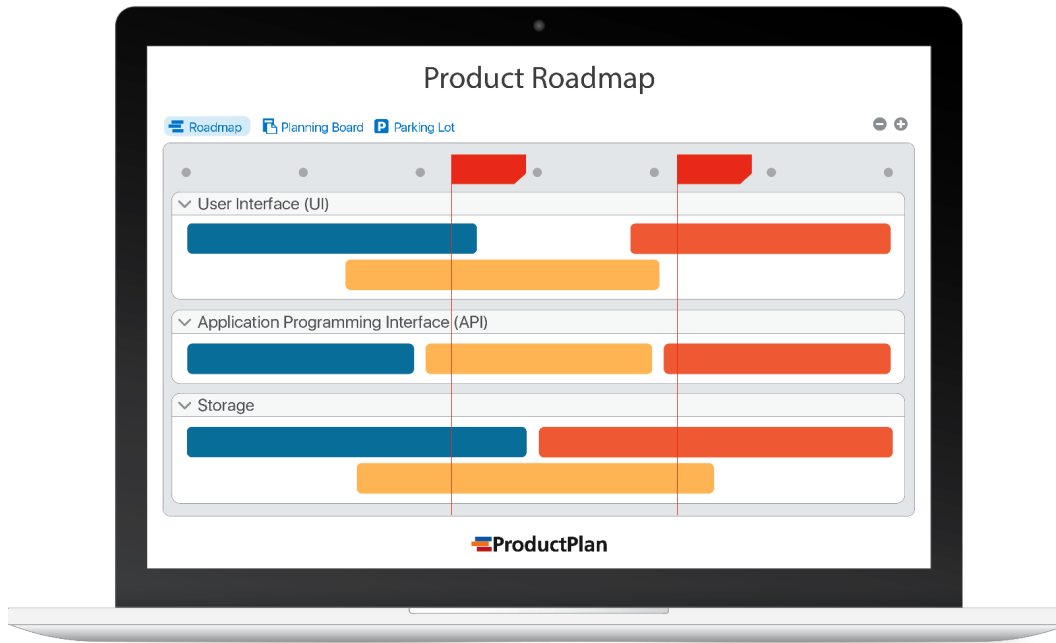 Product Roadmap
Roadmap Planning Board P Parking Lot
User Interface (UI)
Application Programming Interface (API)
Storage
ProductPlan